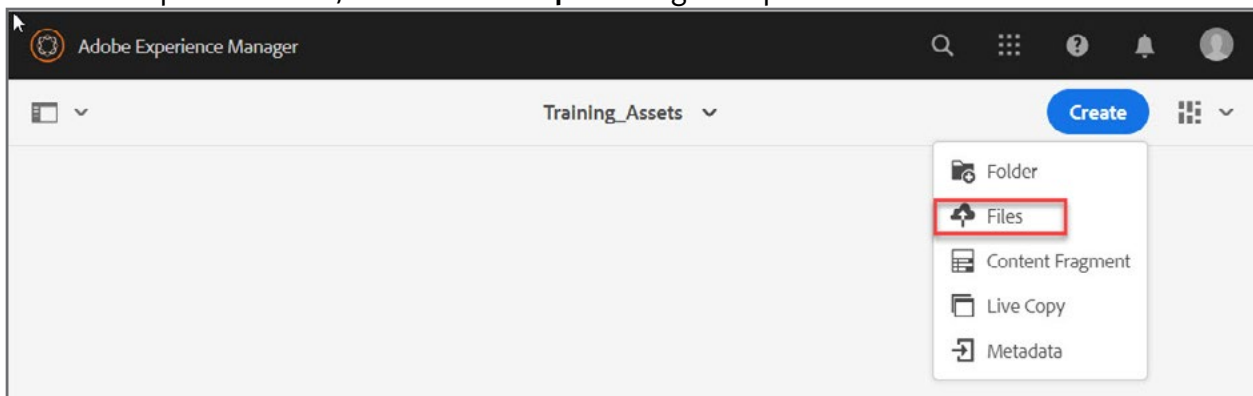 Adobe Experience Manager
Training_Assets
Create
Folder
Files
Content Fragment
Live Copy
Metadata